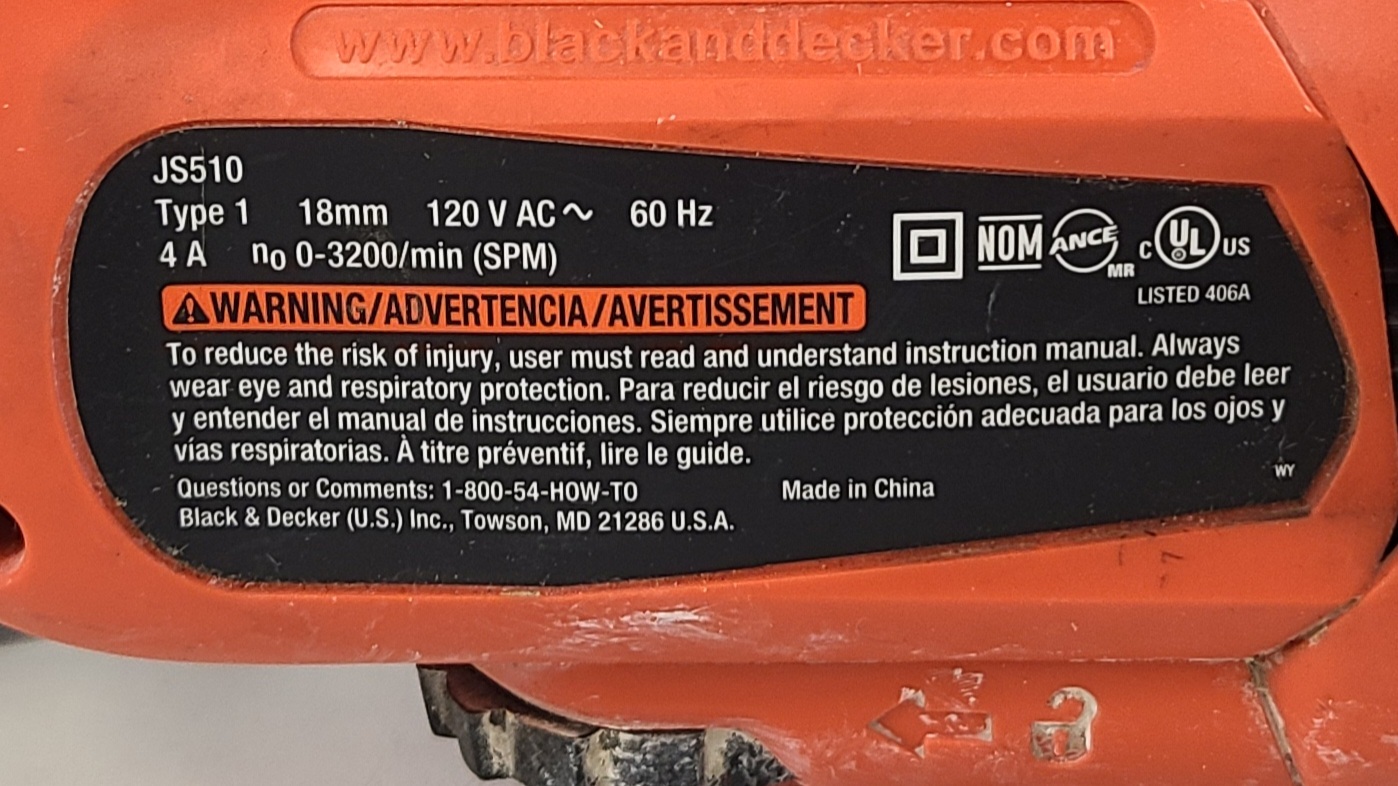 www.blackanddecker.com
JS510
Type 1 18mm 120 V AC ~ 60 Hz
4 A n0 0-3200/min (SPM)
NOM ANCE MR C UL US
LISTED 406A
⚠WARNING/ADVERTENCIA/AVERTISSEMENT
To reduce the risk of injury, user must read and understand instruction manual. Always
wear eye and respiratory protection. Para reducir el riesgo de lesiones, el usuario debe leer
y entender el manual de instrucciones. Siempre utilice protección adecuada para los ojos y
vías respiratorias. À titre préventif, lire le guide.
WY
Questions or Comments: 1-800-54-HOW-TO Made in China
Black & Decker (U.S.) Inc., Towson, MD 21286 U.S.A.